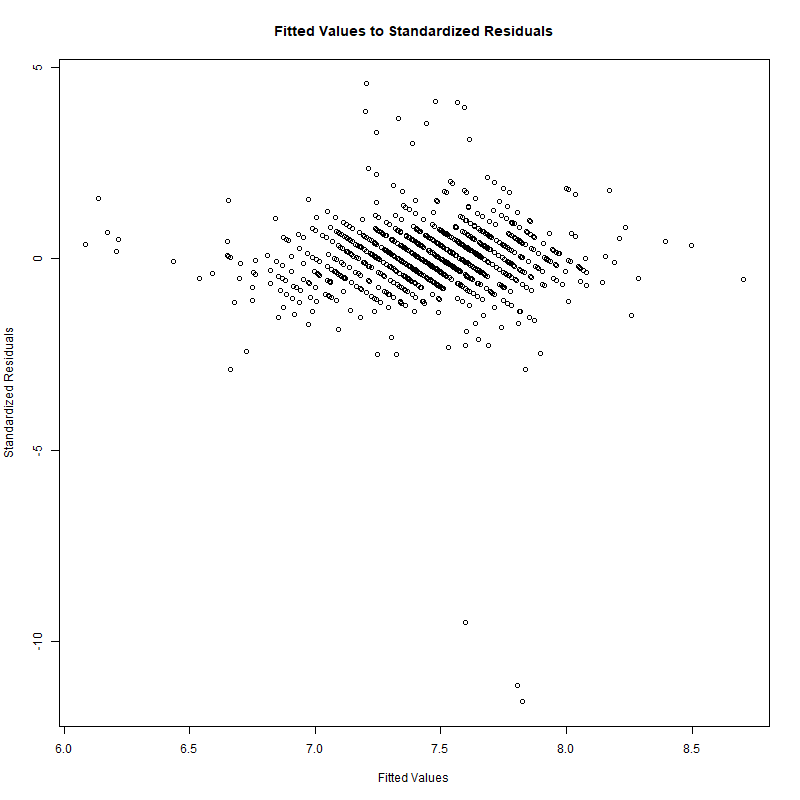 Fitted Values to Standardized Residuals
Standardized Residuals
5
0
-5
-10
6.0 6.5 7.0 7.5 8.0 8.5
Fitted Values